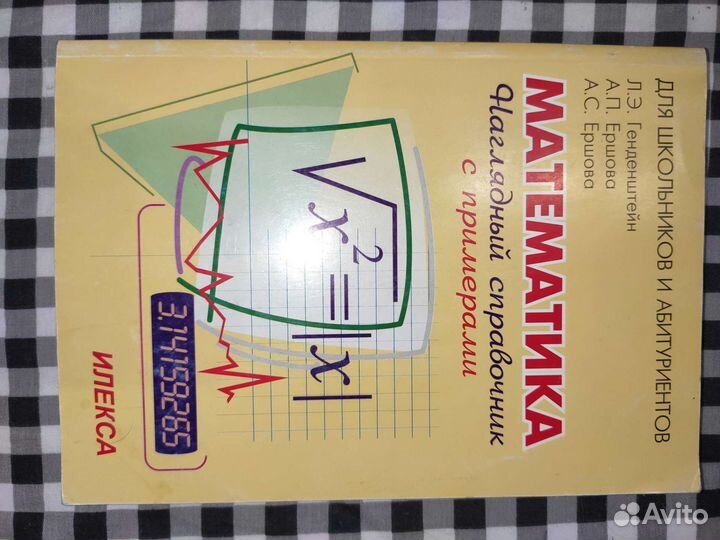 ДЛЯ ШКОЛЬНИКОВ И АБИТУРИЕНТОВ
Л.Э. Генденштейн
А.П. Ершова
А.С. Ершова
МАТЕМАТИКА
Наглядный справочник
с примерами
√x²=|x|
3,14159265
ИЛЕКСА
Avito